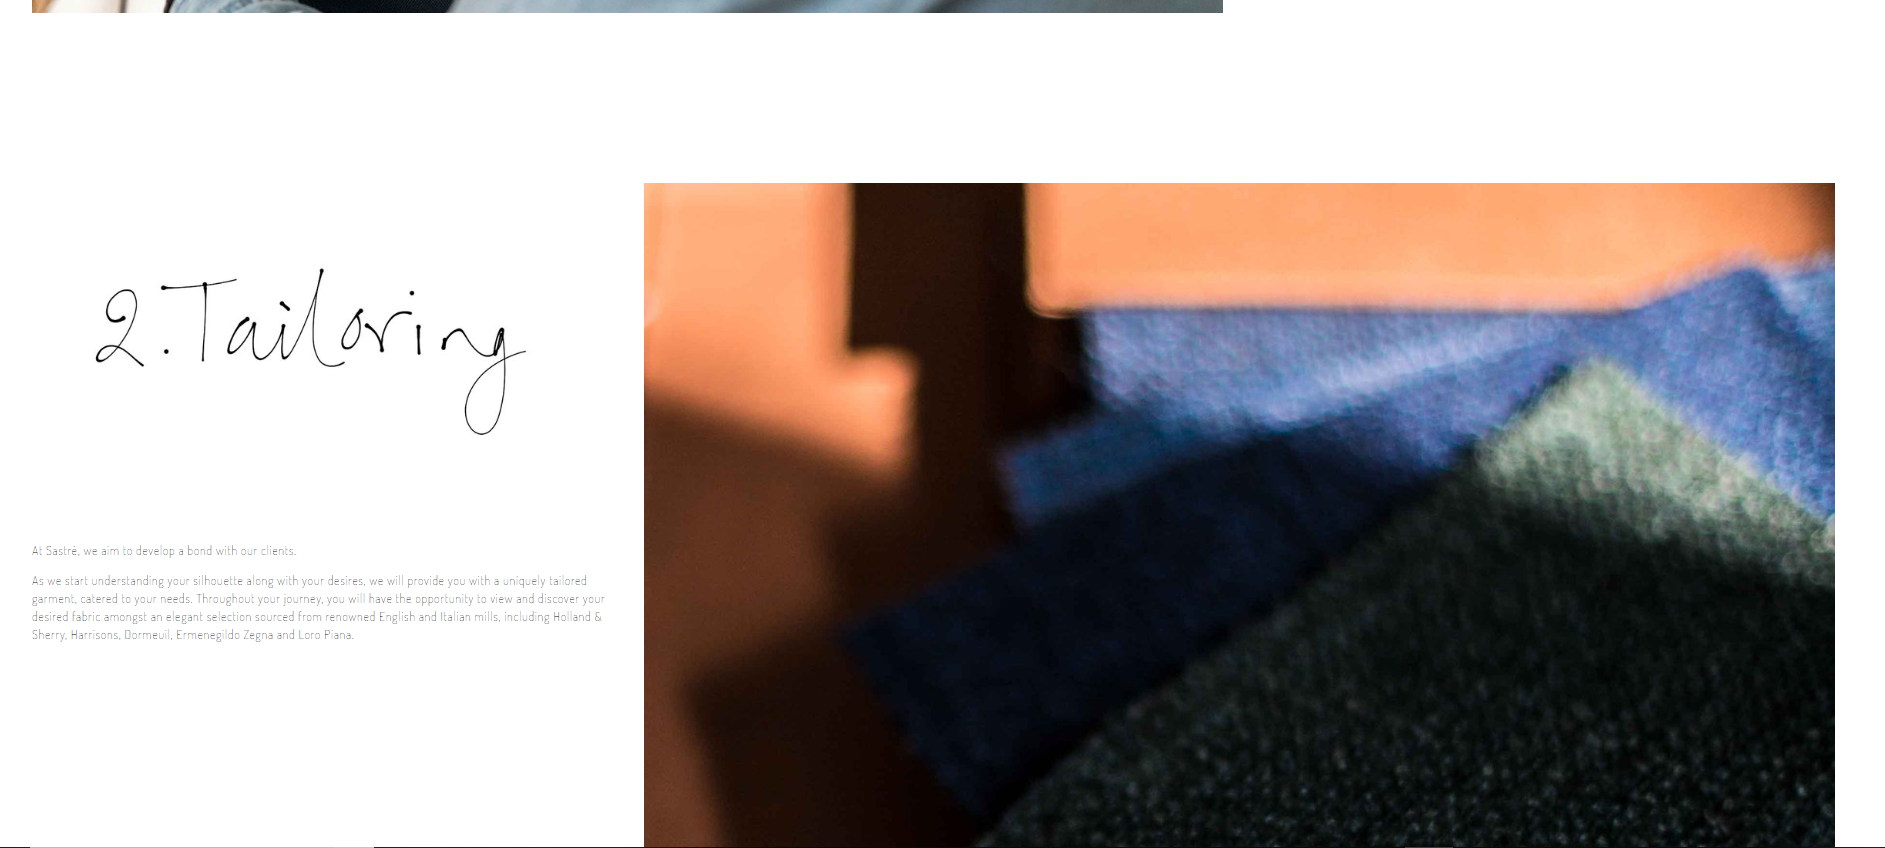 2. Tailoring
At Sastré, we aim to develop a bond with our clients.
As we start understanding your silhouette along with your desires, we will provide you with a uniquely tailored
garment, catered to your needs. Throughout your journey, you will have the opportunity to view and discover your
desired fabric amongst an elegant selection sourced from renowned English and Italian mills, including Holland &
Sherry, Harrisons, Dormeuil, Ermenegildo Zegna and Loro Piana.